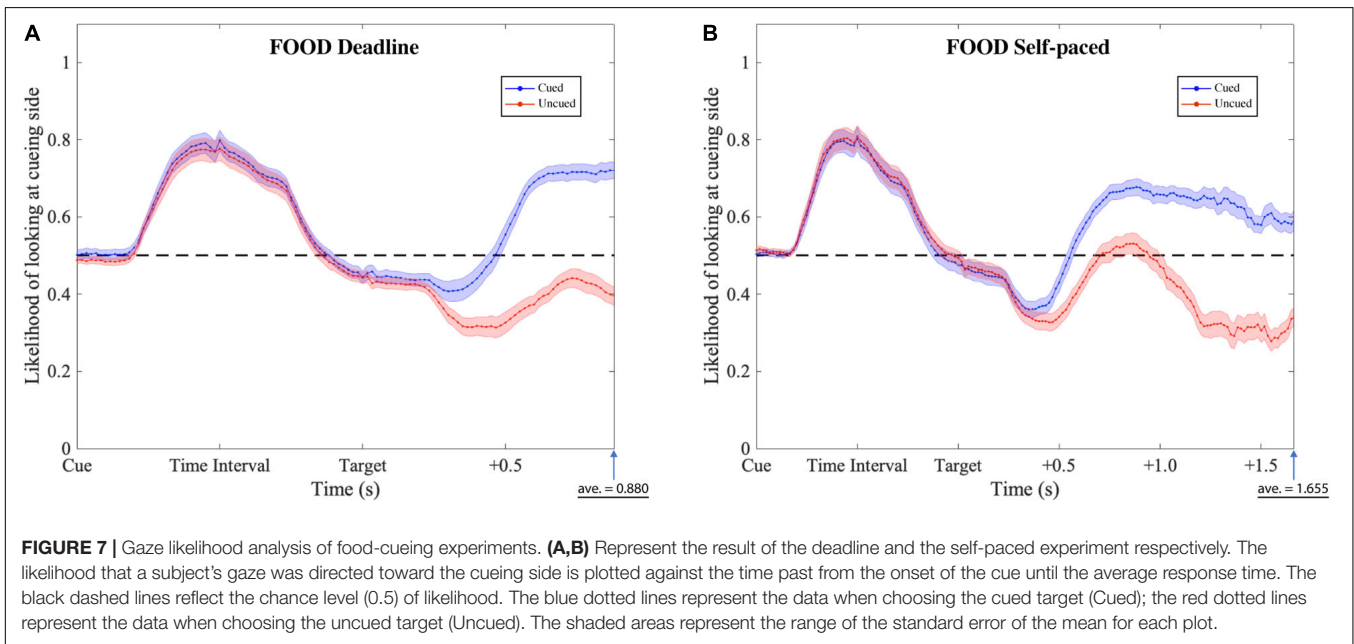 A
FOOD Deadline
Cued
Uncued
Likelihood of looking at cueing side
1
0.8
0.6
0.4
0.2
0
Cue
Time Interval
Target
+0.5
Time (s)
ave. = 0.880
B
FOOD Self-paced
Cued
Uncued
Likelihood of looking at cueing side
1
0.8
0.6
0.4
0.2
0
Cue
Time Interval
Target
+0.5
+1.0
+1.5
Time (s)
ave. = 1.655
FIGURE 7 | Gaze likelihood analysis of food-cueing experiments. (A,B) Represent the result of the deadline and the self-paced experiment respectively. The
likelihood that a subject's gaze was directed toward the cueing side is plotted against the time past from the onset of the cue until the average response time. The
black dashed lines reflect the chance level (0.5) of likelihood. The blue dotted lines represent the data when choosing the cued target (Cued); the red dotted lines
represent the data when choosing the uncued target (Uncued). The shaded areas represent the range of the standard error of the mean for each plot.